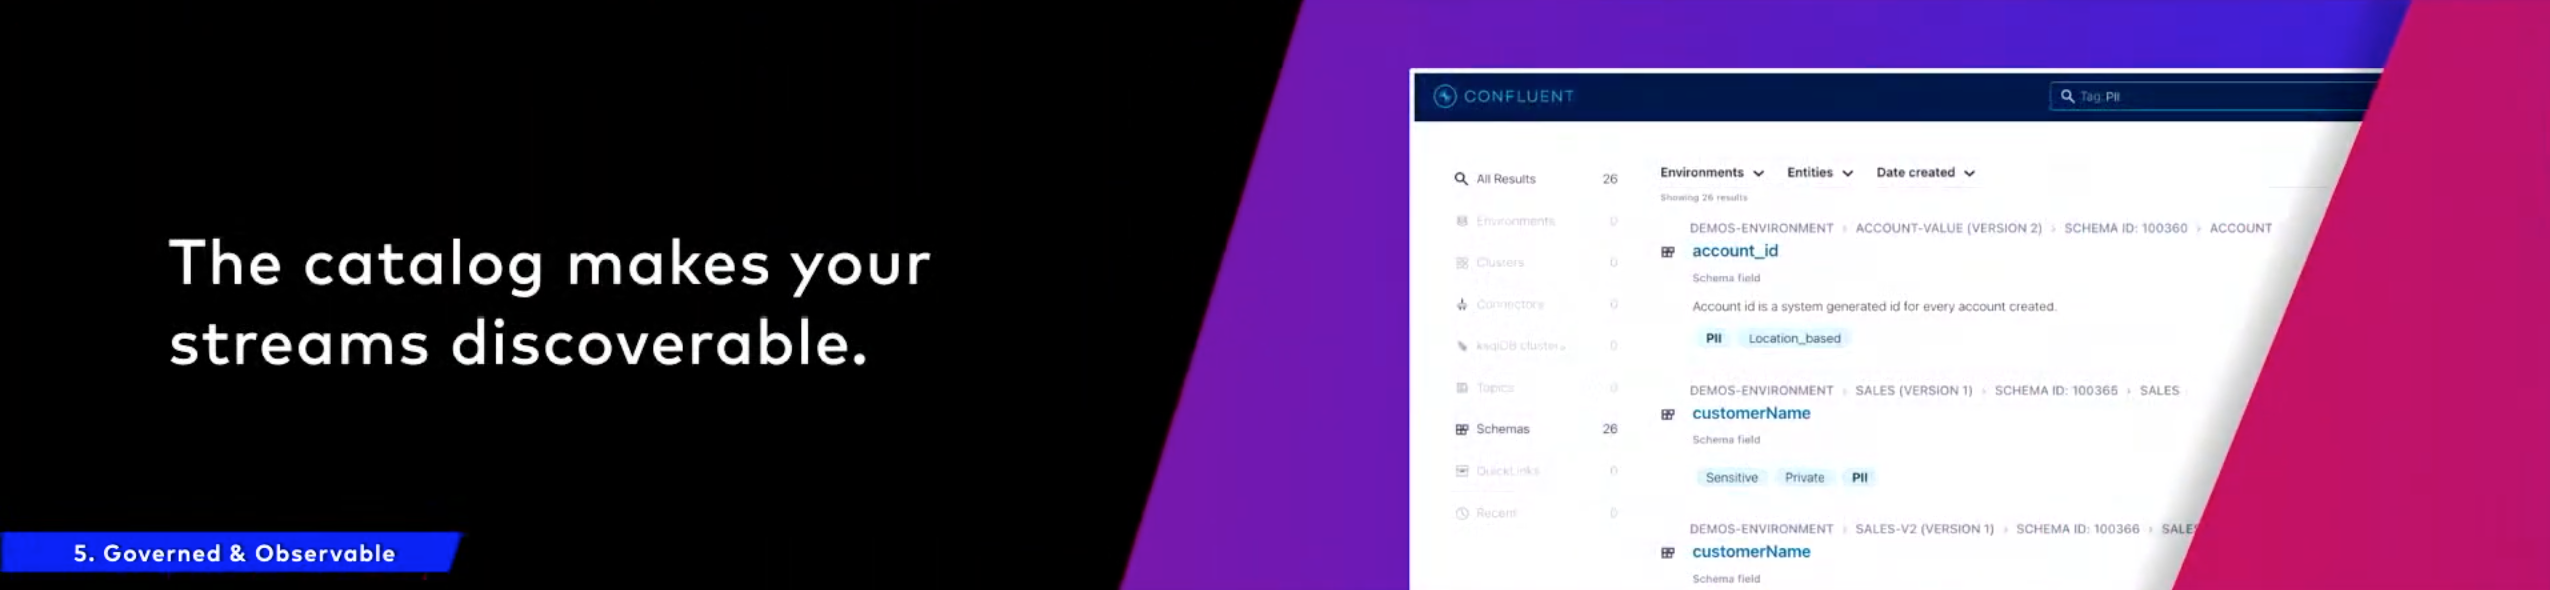 The catalog makes your
streams discoverable.
5. Governed & Observable
CONFLUENT
Tag: PII
All Results 26
Environments 0
Clusters 0
Connectors 0
ksqlDB clusters 0
Topics 0
Schemas 26
QuickLinks 0
Recent 0
Environments Entities Date created
Showing 26 results
DEMOS-ENVIRONMENT › ACCOUNT-VALUE (VERSION 2) › SCHEMA ID: 100360 › ACCOUNT
account_id
Schema field
Account id is a system generated id for every account created.
PII Location_based
DEMOS-ENVIRONMENT › SALES (VERSION 1) › SCHEMA ID: 100365 › SALES
customerName
Schema field
Sensitive Private PII
DEMOS-ENVIRONMENT › SALES-V2 (VERSION 1) › SCHEMA ID: 100366 › SALES
customerName
Schema field